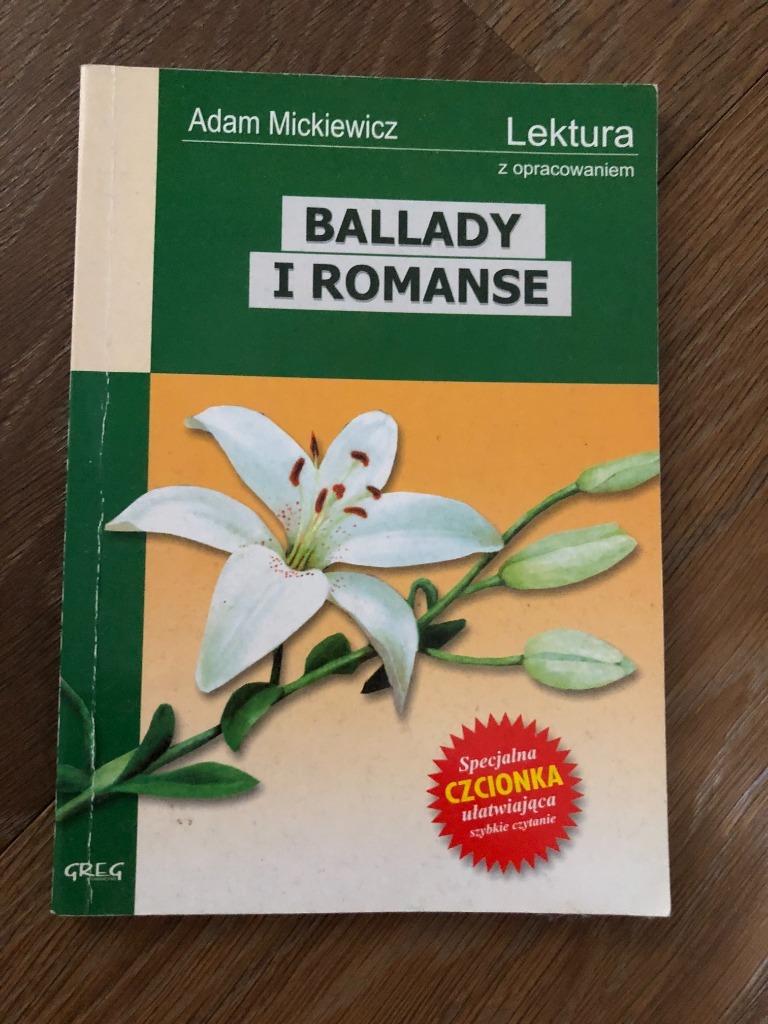 Adam Mickiewicz
Lektura
z opracowaniem
BALLADY
I ROMANSE
Specjalna
CZCIONKA
ułatwiająca
szybkie czytanie
GREG